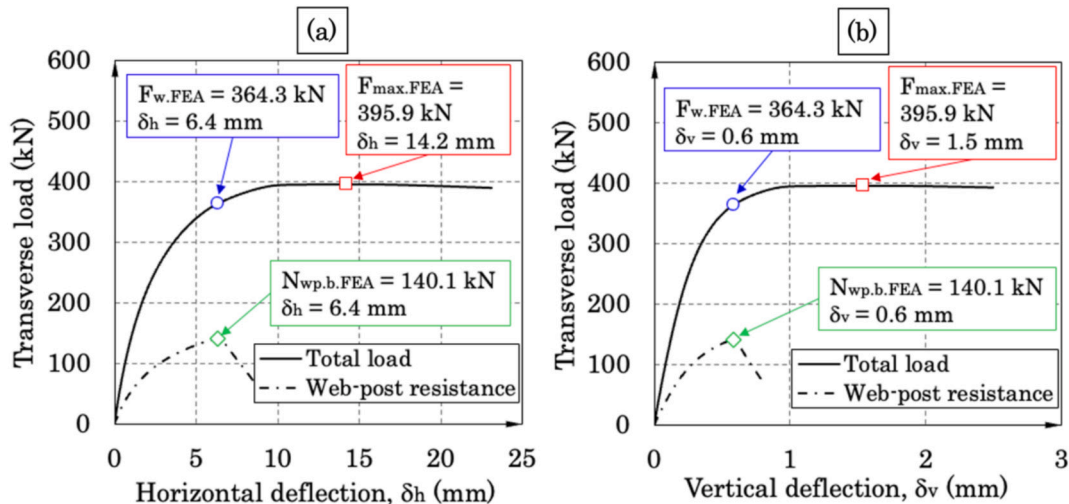 (a)
600
500
400
300
200
100
0
Transverse load (kN)
Fw.FEA = 364.3 kN
δh = 6.4 mm
Fmax.FEA =
395.9 kN
δh = 14.2 mm
Nwp.b.FEA = 140.1 kN
δh = 6.4 mm
Total load
Web-post resistance
0 5 10 15 20 25
Horizontal deflection, δh (mm)
(b)
600
500
400
300
200
100
0
Transverse load (kN)
Fw.FEA = 364.3 kN
δv = 0.6 mm
Fmax.FEA =
395.9 kN
δv = 1.5 mm
Nwp.b.FEA = 140.1 kN
δv = 0.6 mm
Total load
Web-post resistance
0 1 2 3
Vertical deflection, δv (mm)